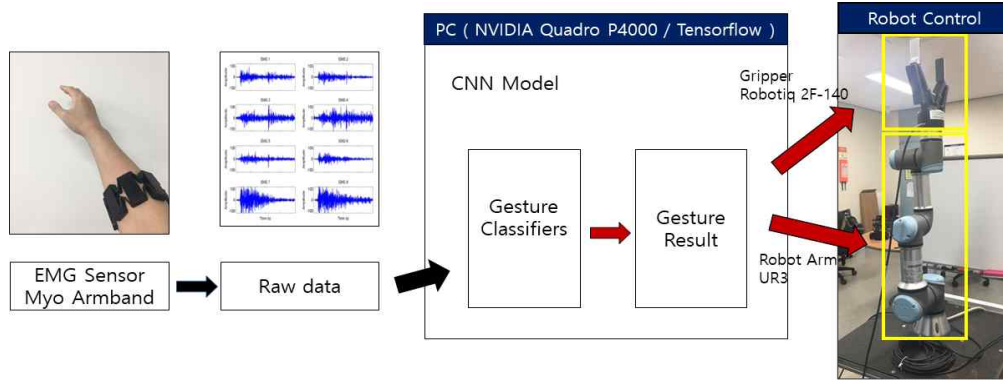 PC ( NVIDIA Quadro P4000 / Tensorflow )
Robot Control
CNN Model
Gripper
Robotiq 2F-140
Gesture
Classifiers
Gesture
Result
Robot Arm
UR3
EMG Sensor
Myo Armband
Raw data